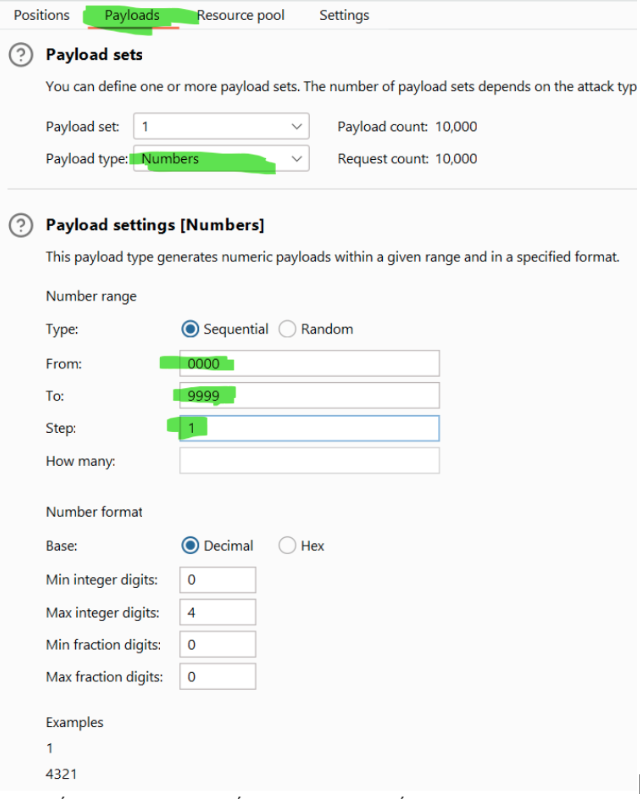 Positions Payloads Resource pool Settings
? Payload sets
You can define one or more payload sets. The number of payload sets depends on the attack typ
Payload set: 1 Payload count: 10,000
Payload type: Numbers Request count: 10,000
? Payload settings [Numbers]
This payload type generates numeric payloads within a given range and in a specified format.
Number range
Type: Sequential Random
From: 0000
To: 9999
Step: 1
How many:
Number format
Base: Decimal Hex
Min integer digits: 0
Max integer digits: 4
Min fraction digits: 0
Max fraction digits: 0
Examples
1
4321